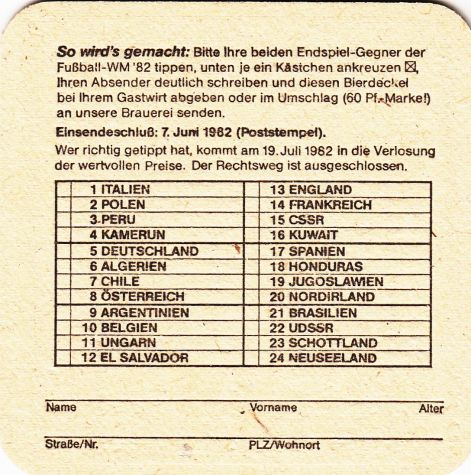 So wird's gemacht: Bitte Ihre beiden Endspiel-Gegner der
Fußball-WM '82 tippen, unten je ein Kästchen ankreuzen ☒,
Ihren Absender deutlich schreiben und diesen Bierdeckel
bei Ihrem Gastwirt abgeben oder im Umschlag (60 Pf.-Marke!)
an unsere Brauerei senden.
Einsendeschluß: 7. Juni 1982 (Poststempel).
Wer richtig getippt hat, kommt am 19. Juli 1982 in die Verlosung
der wertvollen Preise. Der Rechtsweg ist ausgeschlossen.
1 ITALIEN
2 POLEN
3 PERU
4 KAMERUN
5 DEUTSCHLAND
6 ALGERIEN
7 CHILE
8 ÖSTERREICH
9 ARGENTINIEN
10 BELGIEN
11 UNGARN
12 EL SALVADOR
13 ENGLAND
14 FRANKREICH
15 CSSR
16 KUWAIT
17 SPANIEN
18 HONDURAS
19 JUGOSLAWIEN
20 NORDIRLAND
21 BRASILIEN
22 UDSSR
23 SCHOTTLAND
24 NEUSEELAND
Name Vorname Alter
Straße/Nr. PLZ/Wohnort